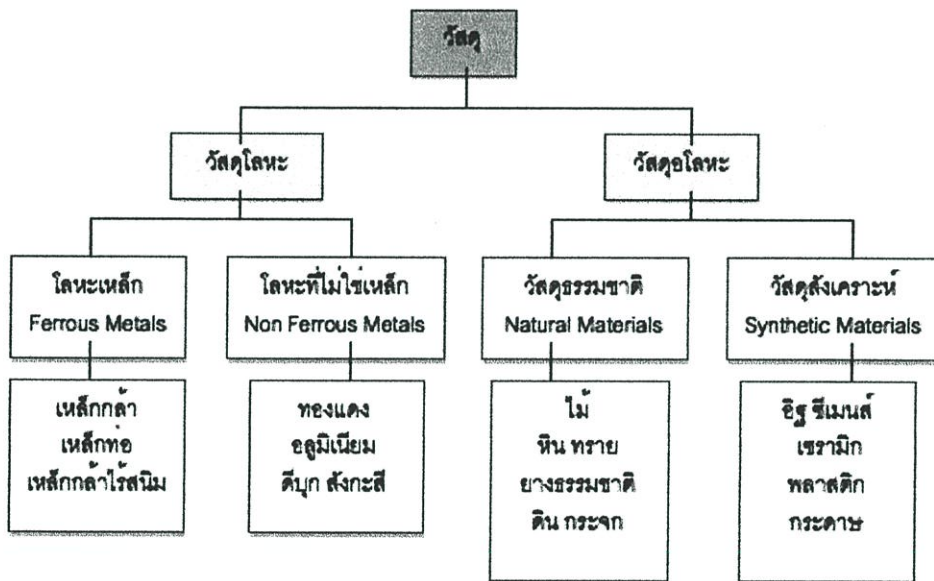 วัสดุ
วัสดุโลหะ
วัสดุอโลหะ
โลหะเหล็ก
Ferrous Metals
โลหะที่ไม่ใช่เหล็ก
Non Ferrous Metals
วัสดุธรรมชาติ
Natural Materials
วัสดุสังเคราะห์
Synthetic Materials
เหล็กกล้า
เหล็กท่อ
เหล็กกล้าไร้สนิม
ทองแดง
อลูมิเนียม
ดีบุก สังกะสี
ไม้
หิน ทราย
ยางธรรมชาติ
ดิน กระจก
อิฐ ซีเมนส์
เซรามิก
พลาสติก
กระดาษ